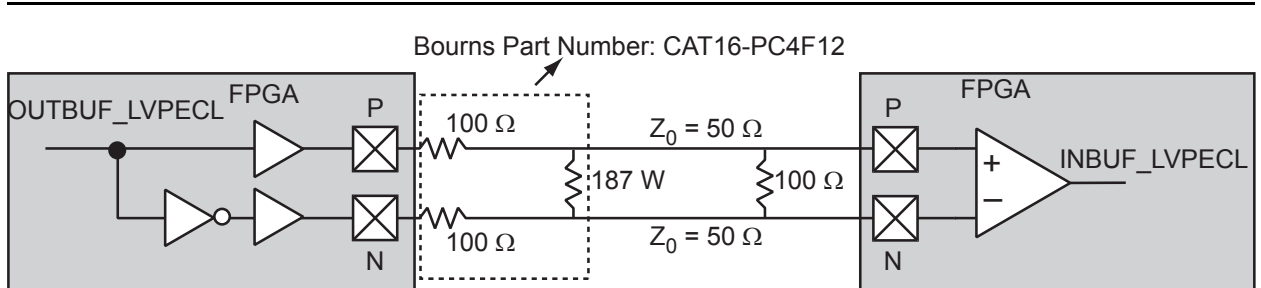 Bourns Part Number: CAT16-PC4F12
OUTBUF_LVPECL
FPGA
P
100 Ω
Z0 = 50 Ω
P
FPGA
187 W
100 Ω
INBUF_LVPECL
+
–
100 Ω
Z0 = 50 Ω
N
N